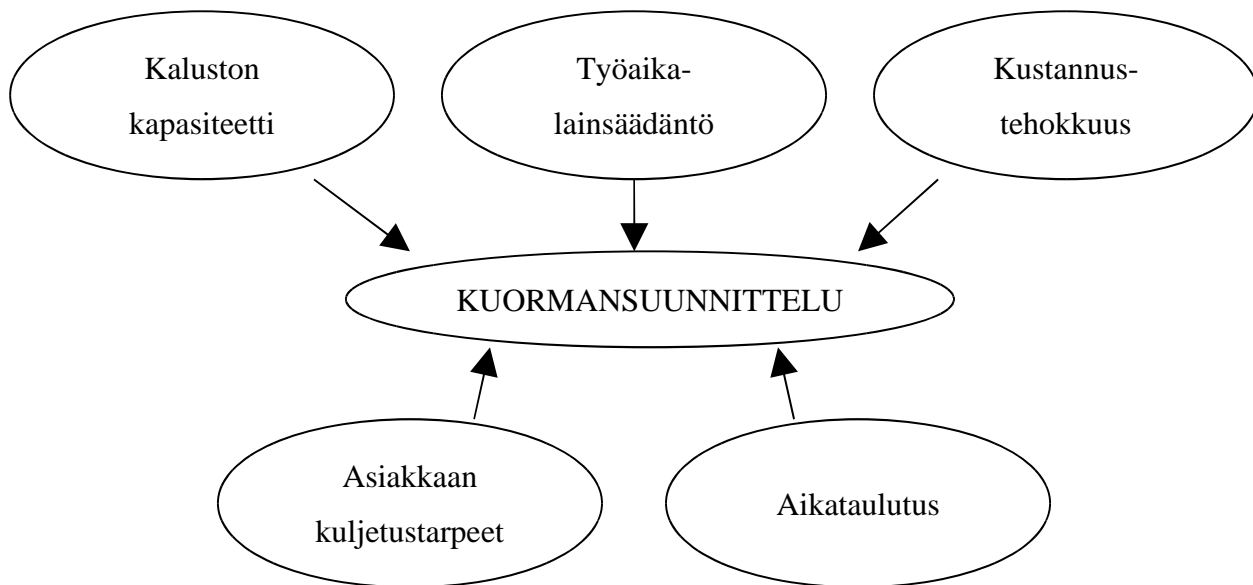 Kaluston
kapasiteetti
Työaika-
lainsäädäntö
Kustannus-
tehokkuus
KUORMANSUUNNITTELU
Asiakkaan
kuljetustarpeet
Aikataulutus